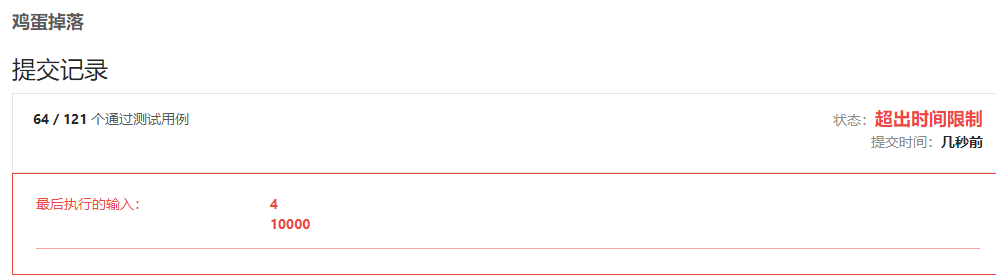 鸡蛋掉落
提交记录
64 / 121 个通过测试用例
状态：超出时间限制
提交时间：几秒前
最后执行的输入：
4
10000